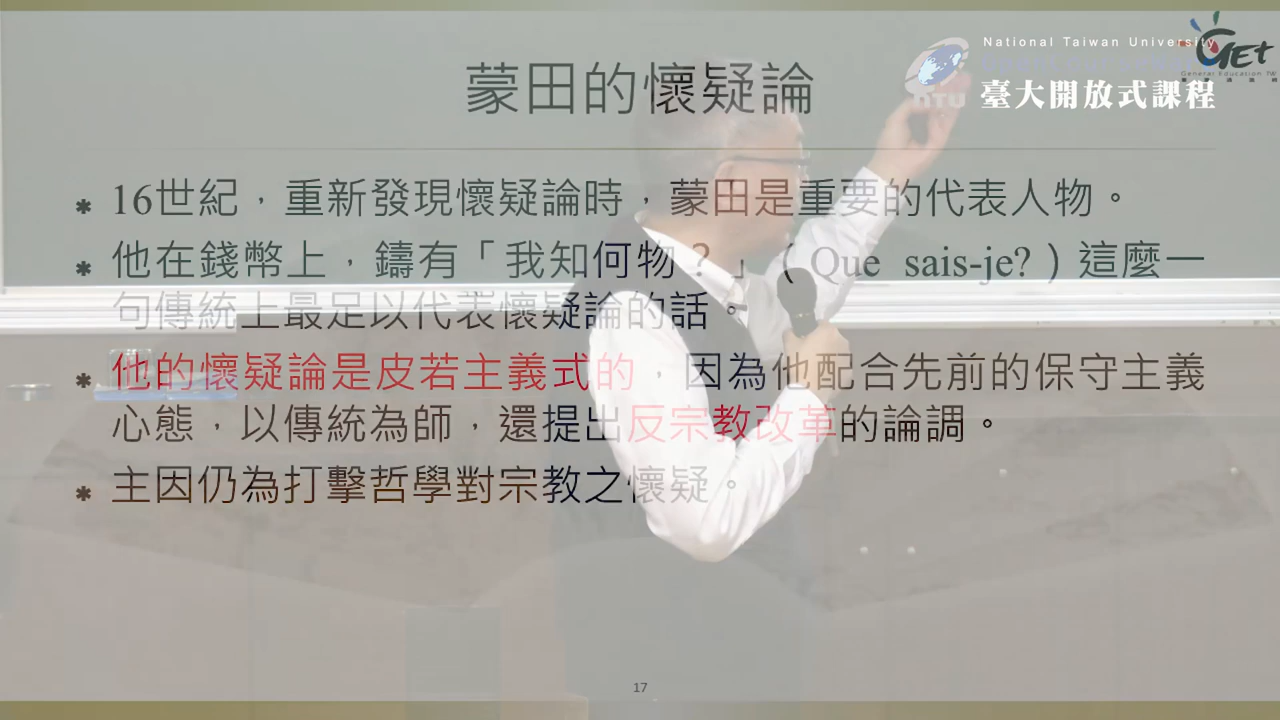 National Taiwan University
臺大開放式課程
NTU
GEt
General Education TW
蒙田的懷疑論
16世紀，重新發現懷疑論時，蒙田是重要的代表人物。
他在錢幣上，鑄有「我知何物？」（Que sais-je?）這麼一
句傳統上最足以代表懷疑論的話。
他的懷疑論是皮若主義式的，因為他配合先前的保守主義
心態，以傳統為師，還提出反宗教改革的論調。
主因仍為打擊哲學對宗教之懷疑。
17